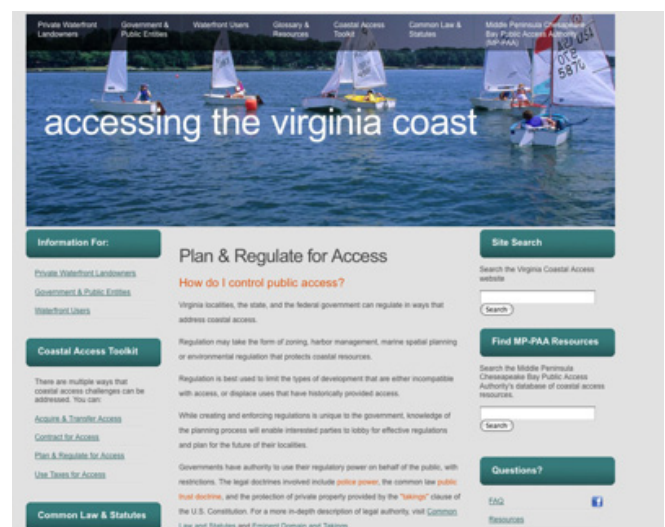 Private Waterfront
Landowners
Government &
Public Entities
Waterfront Users
Glossary &
Resources
Coastal Access
Toolkit
Common Law &
Statutes
Middle Peninsula Chesapeake
Bay Public Access Authority
(MP-PAA)
USA
078
5870
accessing the virginia coast
Information For:
Private Waterfront Landowners
Government & Public Entities
Waterfront Users
Coastal Access Toolkit
There are multiple ways that
coastal access challenges can be
addressed. You can:
Acquire & Transfer Access
Contract for Access
Plan & Regulate for Access
Use Taxes for Access
Common Law & Statutes
Plan & Regulate for Access
How do I control public access?
Virginia localities, the state, and the federal government can regulate in ways that
address coastal access.
Regulation may take the form of zoning, harbor management, marine spatial planning
or environmental regulation that protects coastal resources.
Regulation is best used to limit the types of development that are either incompatible
with access, or displace uses that have historically provided access.
While creating and enforcing regulations is unique to the government, knowledge of
the planning process will enable interested parties to lobby for effective regulations
and plan for the future of their localities.
Governments have authority to use their regulatory power on behalf of the public, with
restrictions. The legal doctrines involved include police power, the common law public
trust doctrine, and the protection of private property provided by the "takings" clause of
the U.S. Constitution. For a more in-depth description of legal authority, visit Common
Law and Statutes and Eminent Domain and Takings
Site Search
Search the Virginia Coastal Access
website
Search
Find MP-PAA Resources
Search the Middle Peninsula
Cheseapeake Bay Public Access
Authority's database of coastal access
resources.
Search
Questions?
FAQ
Resources